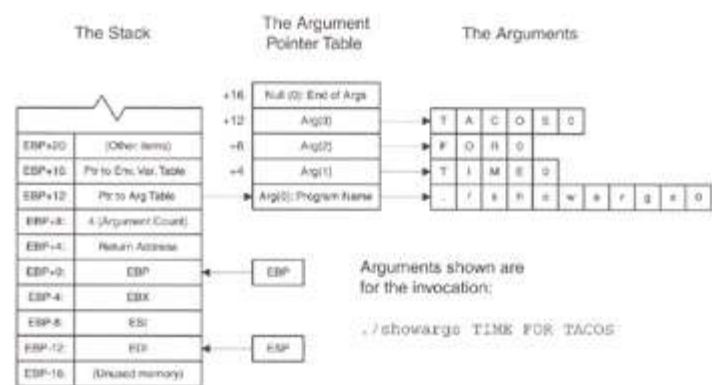 The Stack
The Argument
Pointer Table
The Arguments
+16 Null (0): End of Args
+12 Arg(3) T A C O S 0
+8 Arg(2) F O R 0
+4 Arg(1) T I M E 0
Arg(0): Program Name . / s h o w a r g s 0
EBP+20: (Other items)
EBP+16: Ptr to Env. Var. Table
EBP+12: Ptr to Arg Table
EBP+8: 4 (Argument Count)
EBP+4: Return Address
EBP+0: EBP
EBP-4: EBX
EBP-8: ESI
EBP-12: EDI
EBP-16: (Unused memory)
EBP
ESP
Arguments shown are
for the invocation:
./showargs TIME FOR TACOS